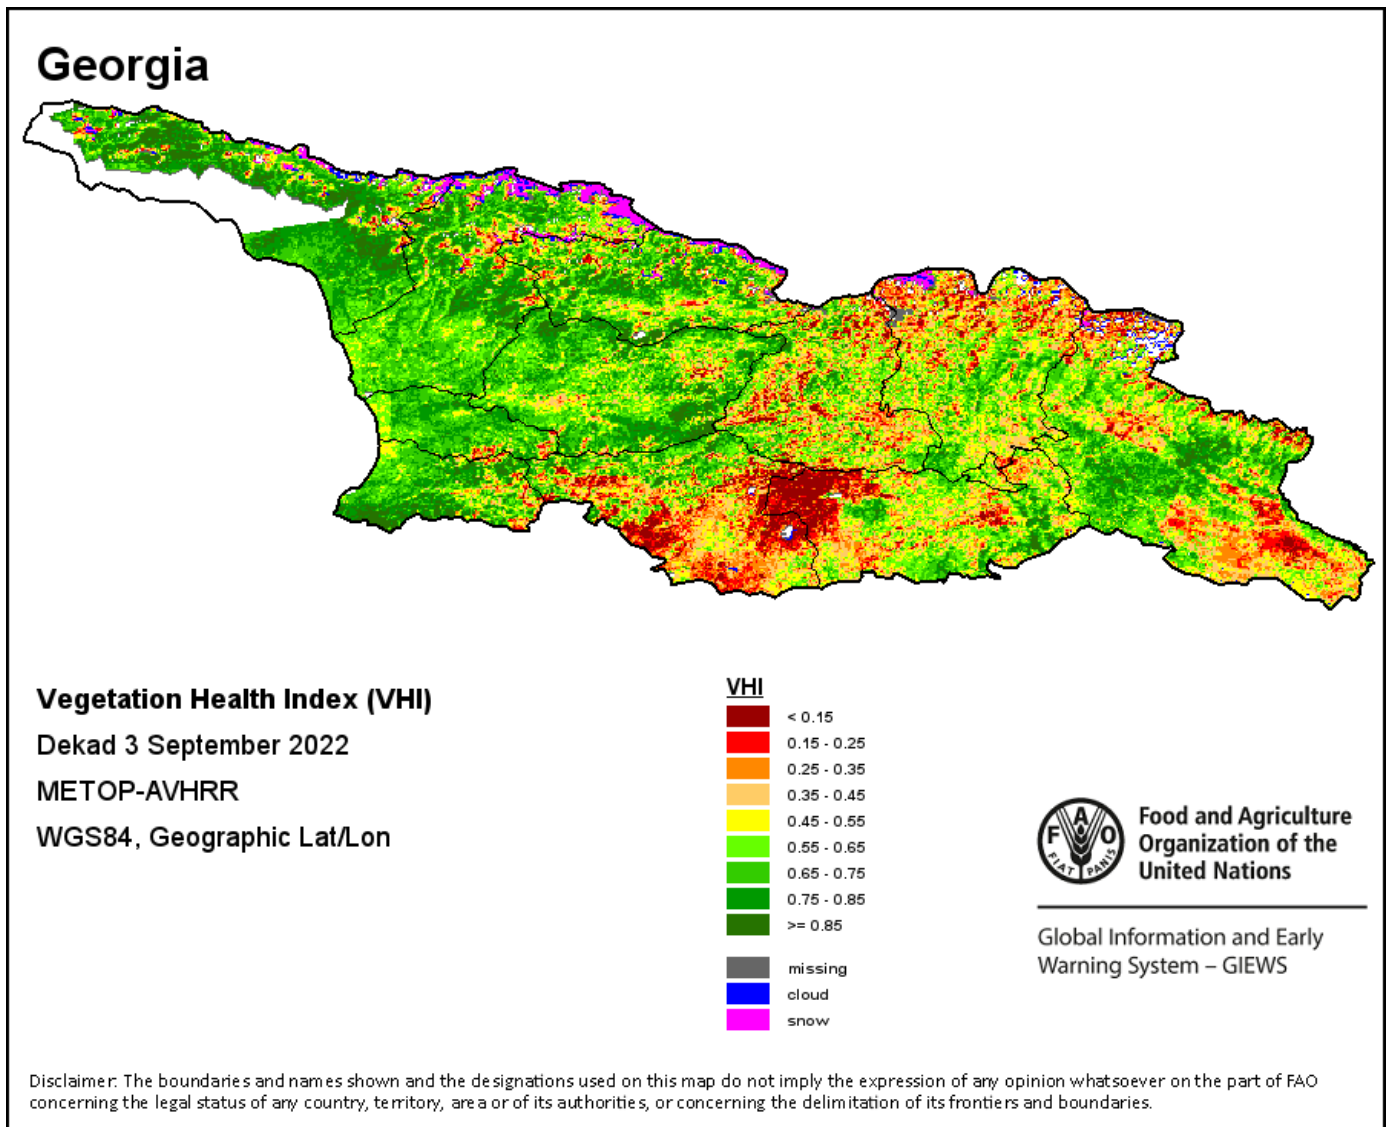 Georgia
Vegetation Health Index (VHI)
Dekad 3 September 2022
METOP-AVHRR
WGS84, Geographic Lat/Lon
VHI
< 0.15
0.15 - 0.25
0.25 - 0.35
0.35 - 0.45
0.45 - 0.55
0.55 - 0.65
0.65 - 0.75
0.75 - 0.85
>= 0.85
missing
cloud
snow
F A O
FIAT PANIS
Food and Agriculture
Organization of the
United Nations
Global Information and Early
Warning System – GIEWS
Disclaimer: The boundaries and names shown and the designations used on this map do not imply the expression of any opinion whatsoever on the part of FAO
concerning the legal status of any country, territory, area or of its authorities, or concerning the delimitation of its frontiers and boundaries.